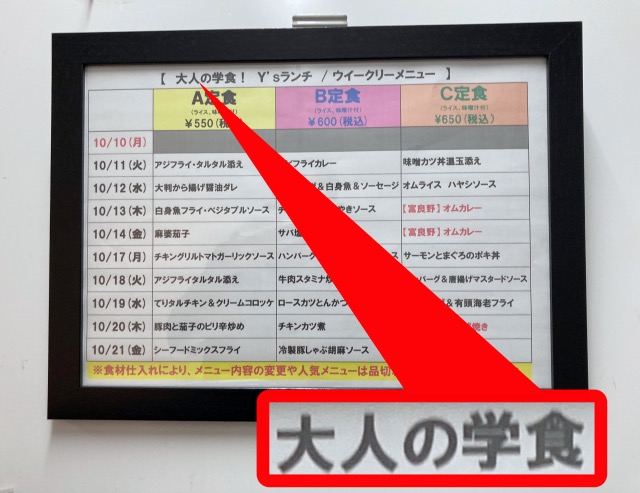 【 大人の学食! Y'sランチ / ウイークリーメニュー 】
A定食 B定食 C定食
(ライス、味噌汁付) (ライス、味噌汁付) (ライス、味噌汁付)
¥550(税込) ¥600(税込) ¥650(税込)
10/10(月)
10/11(火) アジフライ・タルタル添え フライカレー 味噌カツ丼温玉添え
10/12(水) 大判から揚げ醤油ダレ &白身魚&ソーセージ オムライス ハヤシソース
10/13(木) 白身魚フライ・ベジタブルソース やきソース 【富良野】オムカレー
10/14(金) 麻婆茄子 サバ塩 【富良野】オムカレー
10/17(月) チキングリルトマトガーリックソース ハンバーグ サーモンとまぐろのポキ丼
10/18(火) アジフライタルタル添え 牛肉スタミナ炒 バーグ&唐揚げマスタードソース
10/19(水) てりタルチキン&クリームコロッケ ロースカツとんかつ &有頭海老フライ
10/20(木) 豚肉と茄子のピリ辛炒め チキンカツ煮 焼き
10/21(金) シーフードミックスフライ 冷製豚しゃぶ胡麻ソース
※食材仕入れにより、メニュー内容の変更や人気メニューは品切
大人の学食